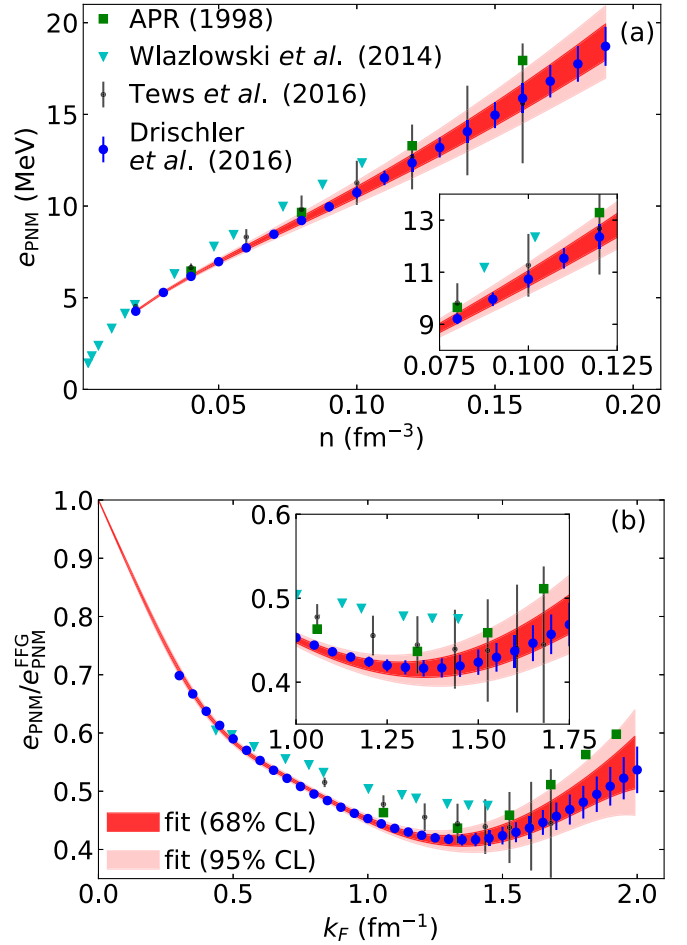 20
15
10
5
0
e_PNM (MeV)
APR (1998)
Wlazlowski et al. (2014)
Tews et al. (2016)
Drischler
et al. (2016)
(a)
13
11
9
0.075 0.100 0.125
0.05 0.10 0.15 0.20
n (fm⁻³)
1.0
0.9
0.8
0.7
0.6
0.5
0.4
e_PNM/e_PNM^FFG
(b)
0.6
0.5
0.4
1.00 1.25 1.50 1.75
fit (68% CL)
fit (95% CL)
0.0 0.5 1.0 1.5 2.0
k_F (fm⁻¹)